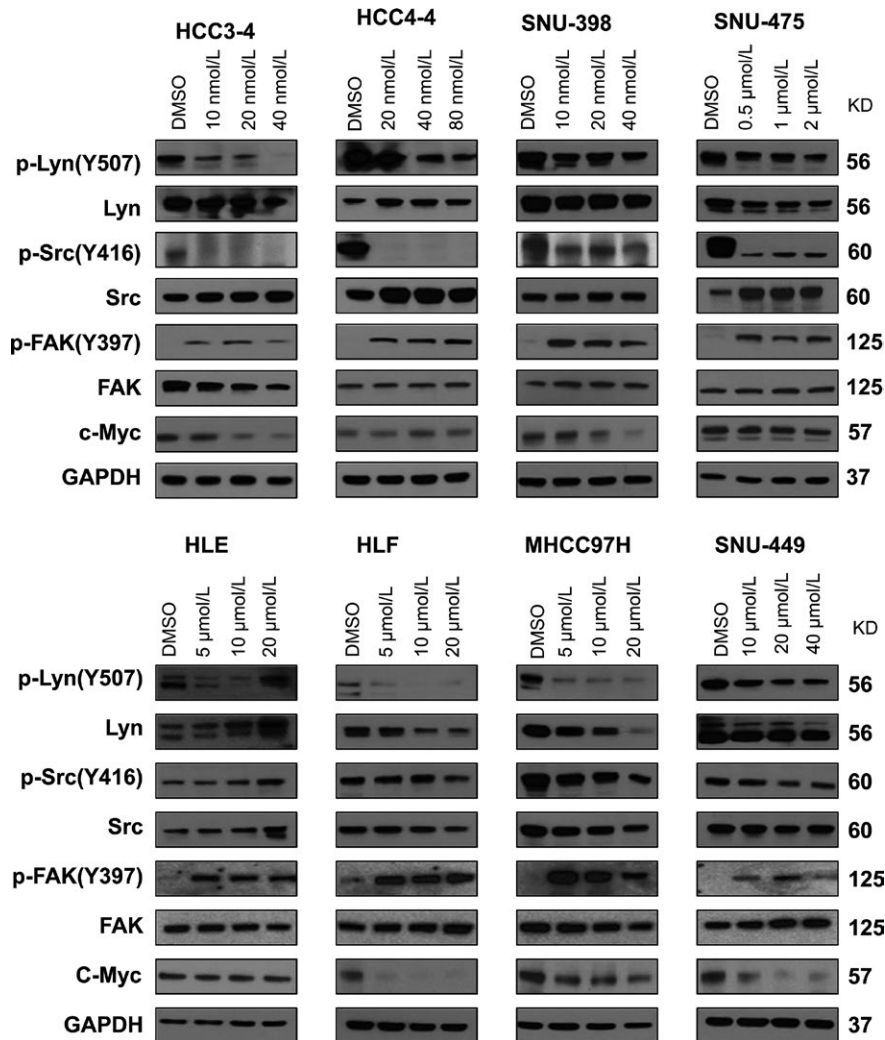 HCC3-4 HCC4-4 SNU-398 SNU-475
DMSO 10 nmol/L 20 nmol/L 40 nmol/L DMSO 20 nmol/L 40 nmol/L 80 nmol/L DMSO 10 nmol/L 20 nmol/L 40 nmol/L DMSO 0.5 µmol/L 1 µmol/L 2 µmol/L KD
p-Lyn(Y507) 56
Lyn 56
p-Src(Y416) 60
Src 60
p-FAK(Y397) 125
FAK 125
c-Myc 57
GAPDH 37
HLE HLF MHCC97H SNU-449
DMSO 5 µmol/L 10 µmol/L 20 µmol/L DMSO 5 µmol/L 10 µmol/L 20 µmol/L DMSO 5 µmol/L 10 µmol/L 20 µmol/L DMSO 10 µmol/L 20 µmol/L 40 µmol/L KD
p-Lyn(Y507) 56
Lyn 56
p-Src(Y416) 60
Src 60
p-FAK(Y397) 125
FAK 125
C-Myc 57
GAPDH 37